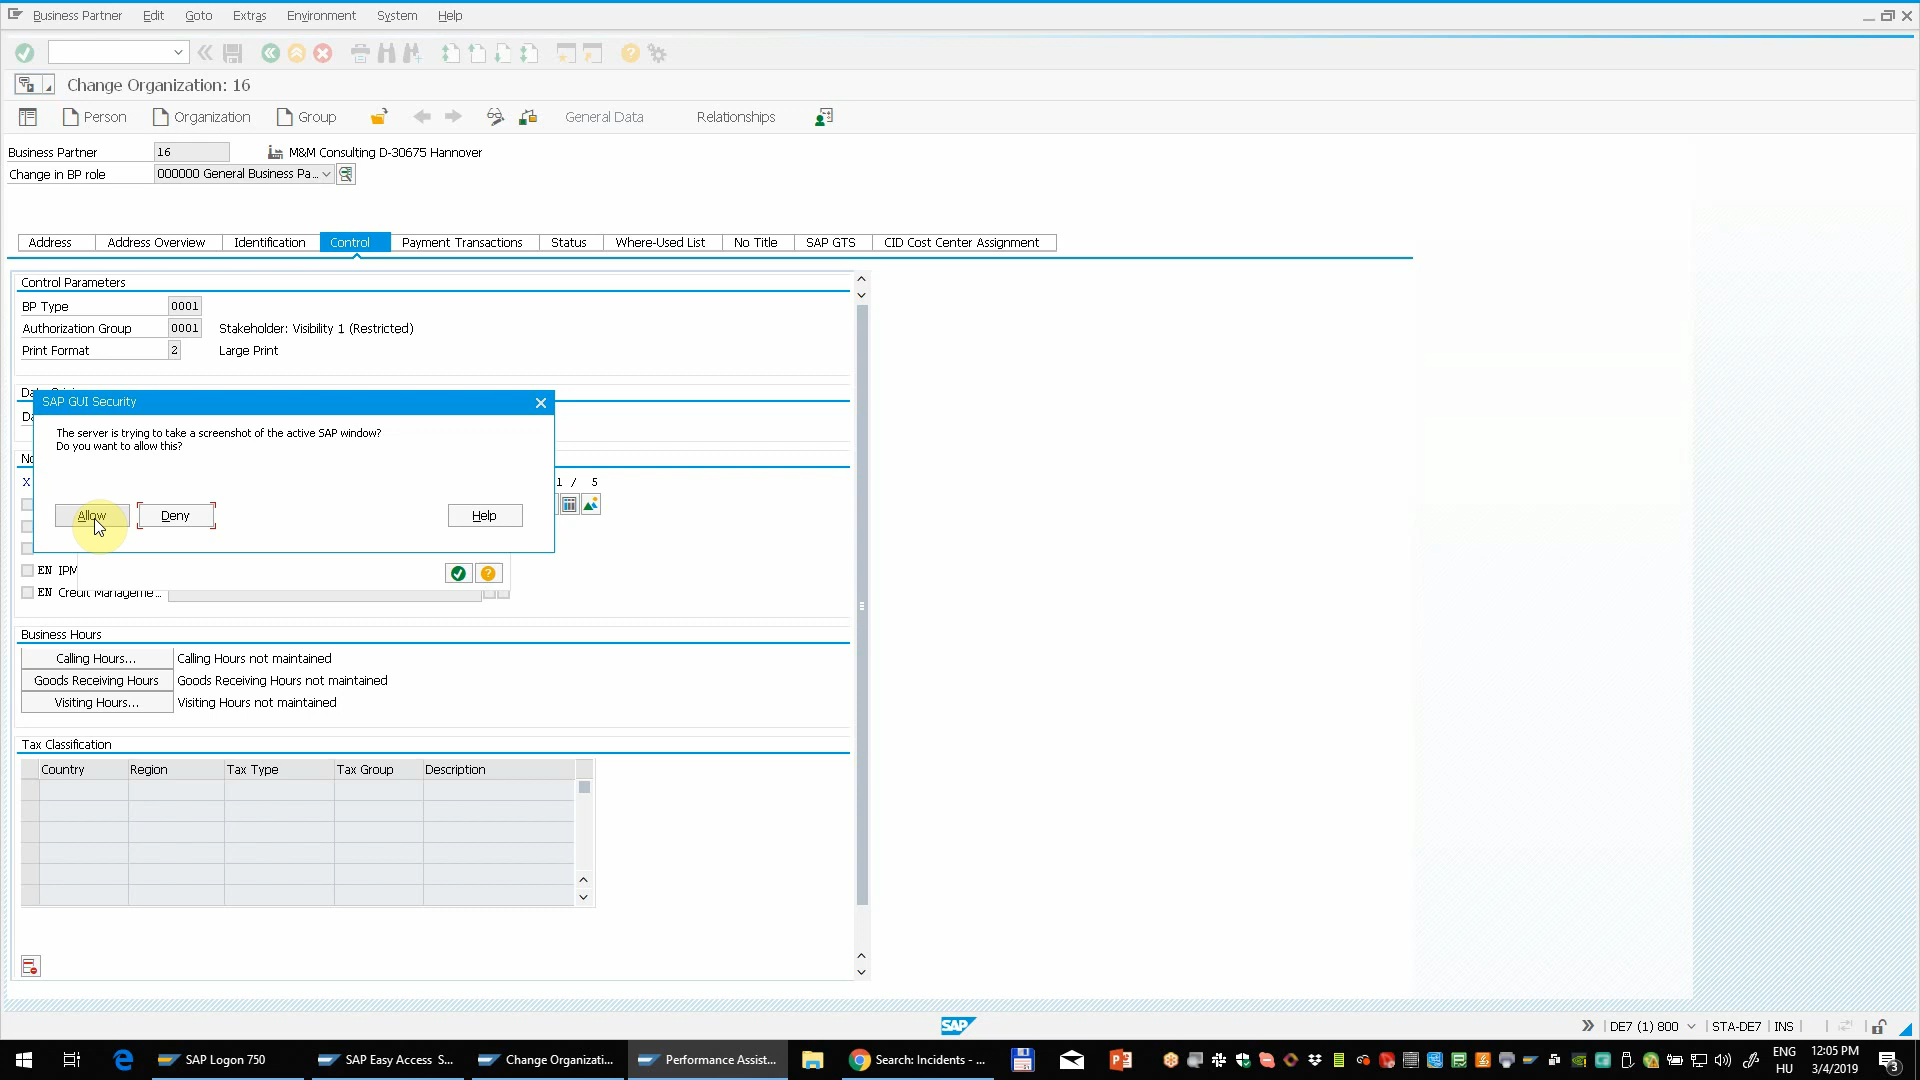 Business Partner Edit Goto Extras Environment System Help
Change Organization: 16
Person Organization Group General Data Relationships
Business Partner 16 M&M Consulting D-30675 Hannover
Change in BP role 000000 General Business Pa...
Address Address Overview Identification Control Payment Transactions Status Where-Used List No Title SAP GTS CID Cost Center Assignment
Control Parameters
BP Type 0001
Authorization Group 0001 Stakeholder: Visibility 1 (Restricted)
Print Format 2 Large Print
SAP GUI Security
The server is trying to take a screenshot of the active SAP window?
Do you want to allow this?
X 1 / 5
Allow Deny Help
EN IPM
EN Credit Manageme...
Business Hours
Calling Hours... Calling Hours not maintained
Goods Receiving Hours Goods Receiving Hours not maintained
Visiting Hours... Visiting Hours not maintained
Tax Classification
Country Region Tax Type Tax Group Description
SAP
DE7 (1) 800 STA-DE7 INS
SAP Logon 750 SAP Easy Access S... Change Organizati... Performance Assist... Search: Incidents - ...
ENG 12:05 PM
HU 3/4/2019 3